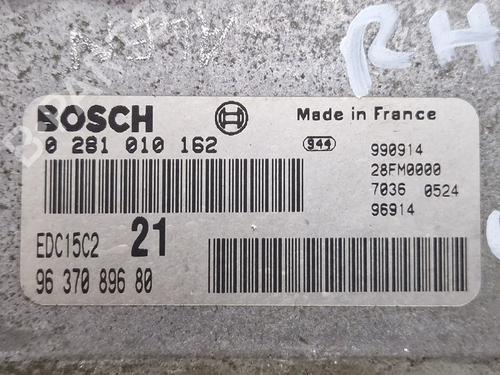 RH
BOSCH
Made in France
0 281 010 162
944
990914
28FM0000
7036 0524
96914
EDC15C2 21
96 370 896 80